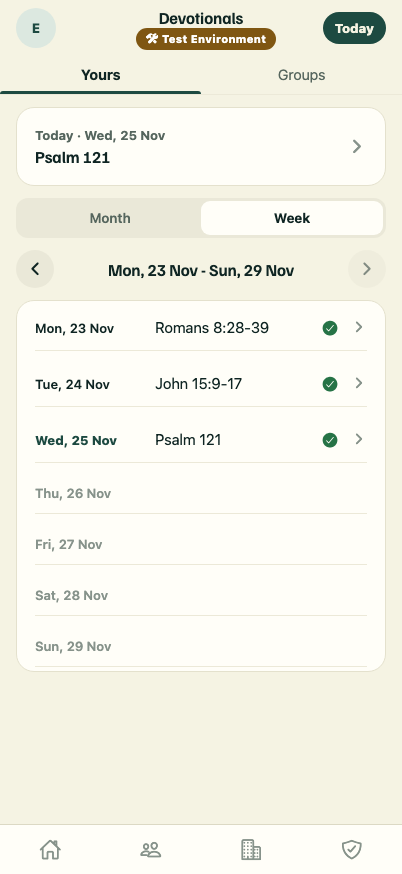 E
Devotionals
🛠 Test Environment
Today
Yours
Groups
Today · Wed, 25 Nov
Psalm 121
Month
Week
Mon, 23 Nov - Sun, 29 Nov
Mon, 23 Nov Romans 8:28-39
Tue, 24 Nov John 15:9-17
Wed, 25 Nov Psalm 121
Thu, 26 Nov
Fri, 27 Nov
Sat, 28 Nov
Sun, 29 Nov